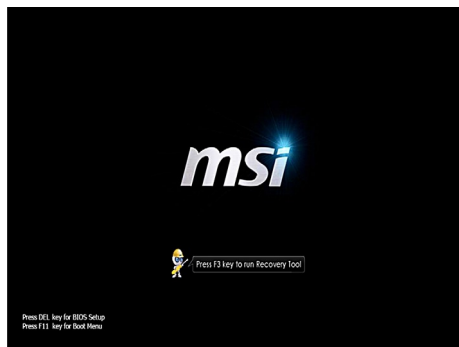 msi
Press F3 key to run Recovery Tool
Press DEL key for BIOS Setup
Press F11 key for Boot Menu